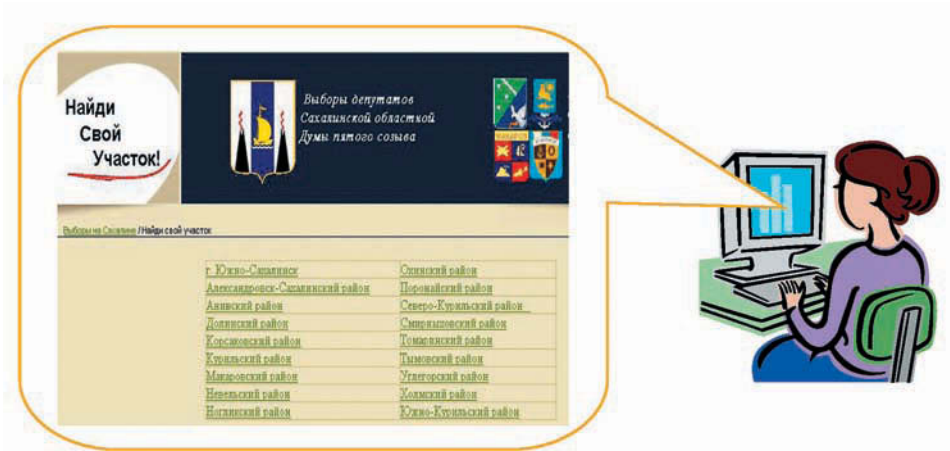 Найди
Свой
Участок!
Выборы депутатов
Сахалинской областной
Думы пятого созыва
Выборы на Сахалине / Найди свой участок
г. Южно-Сахалинск
Охинский район
Александровск-Сахалинский район
Поронайский район
Анивский район
Северо-Курильский район
Долинский район
Смирныховский район
Корсаковский район
Томаринский район
Курильский район
Тымовский район
Макаровский район
Углегорский район
Невельский район
Холмский район
Ногликский район
Южно-Курильский район